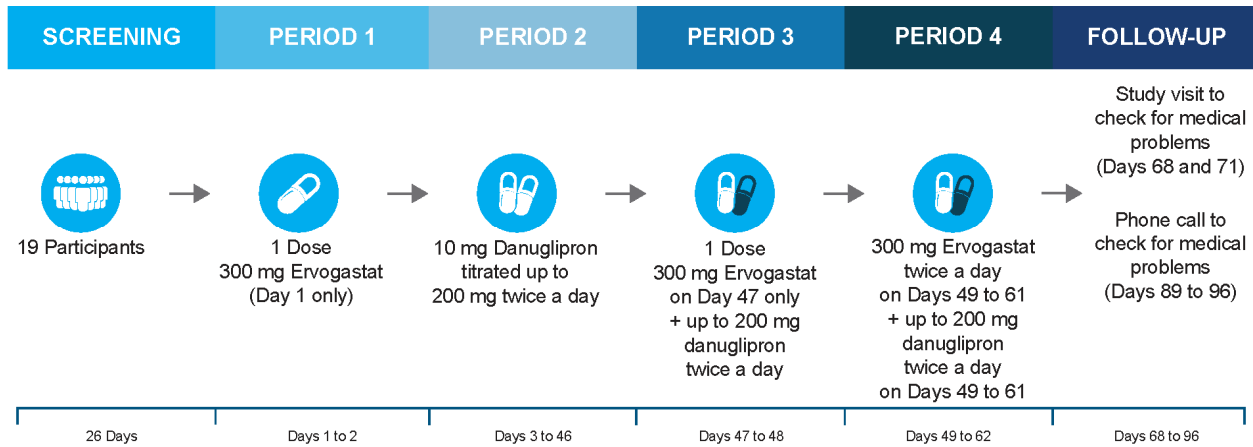 SCREENING
PERIOD 1
PERIOD 2
PERIOD 3
PERIOD 4
FOLLOW-UP
19 Participants
1 Dose
300 mg Ervogastat
(Day 1 only)
10 mg Danuglipron
titrated up to
200 mg twice a day
1 Dose
300 mg Ervogastat
on Day 47 only
+ up to 200 mg
danuglipron
twice a day
300 mg Ervogastat
twice a day
on Days 49 to 61
+ up to 200 mg
danuglipron
twice a day
on Days 49 to 61
Study visit to
check for medical
problems
(Days 68 and 71)
Phone call to
check for medical
problems
(Days 89 to 96)
26 Days
Days 1 to 2
Days 3 to 46
Days 47 to 48
Days 49 to 62
Days 68 to 96